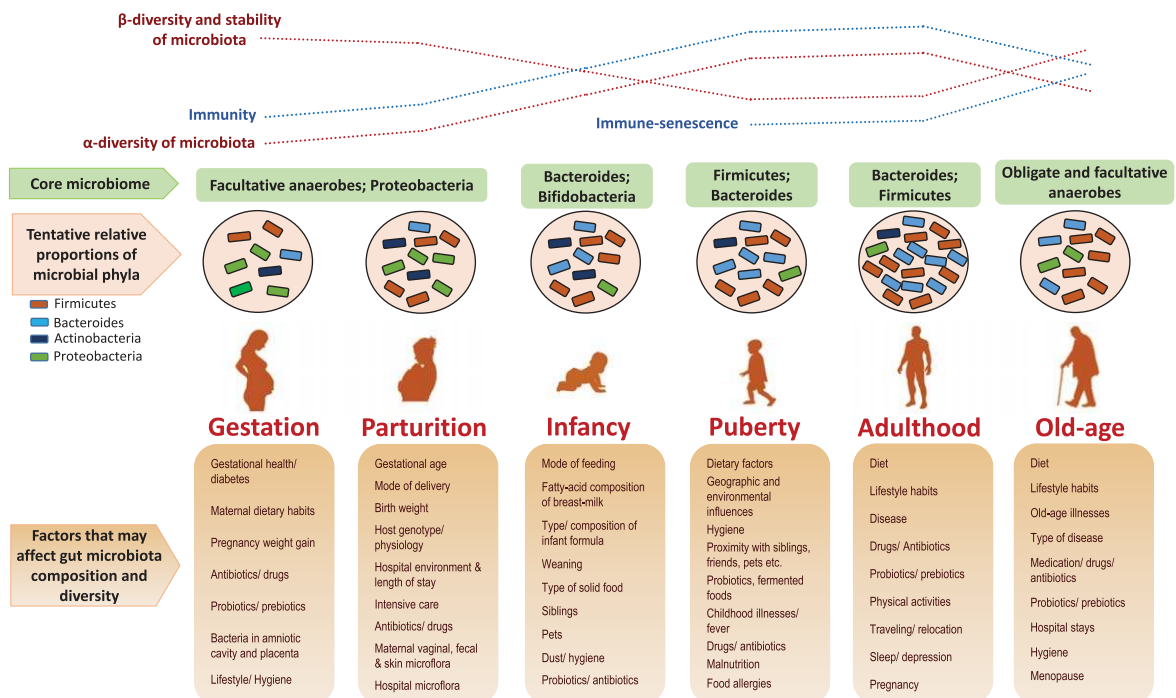 β-diversity and stability
of microbiota
Immunity
α-diversity of microbiota
Immune-senescence
Core microbiome
Facultative anaerobes; Proteobacteria
Bacteroides;
Bifidobacteria
Firmicutes;
Bacteroides
Bacteroides;
Firmicutes
Obligate and facultative
anaerobes
Tentative relative
proportions of
microbial phyla
Firmicutes
Bacteroides
Actinobacteria
Proteobacteria
Gestation
Parturition
Infancy
Puberty
Adulthood
Old-age
Factors that may
affect gut microbiota
composition and
diversity
Gestational health/
diabetes
Maternal dietary habits
Pregnancy weight gain
Antibiotics/ drugs
Probiotics/ prebiotics
Bacteria in amniotic
cavity and placenta
Lifestyle/ Hygiene
Gestational age
Mode of delivery
Birth weight
Host genotype/
physiology
Hospital environment &
length of stay
Intensive care
Antibiotics/ drugs
Maternal vaginal, fecal
& skin microflora
Hospital microflora
Mode of feeding
Fatty-acid composition
of breast-milk
Type/ composition of
infant formula
Weaning
Type of solid food
Siblings
Pets
Dust/ hygiene
Probiotics/ antibiotics
Dietary factors
Geographic and
environmental
influences
Hygiene
Proximity with siblings,
friends, pets etc.
Probiotics, fermented
foods
Childhood illnesses/
fever
Drugs/ antibiotics
Malnutrition
Food allergies
Diet
Lifestyle habits
Disease
Drugs/ Antibiotics
Probiotics/ prebiotics
Physical activities
Traveling/ relocation
Sleep/ depression
Pregnancy
Diet
Lifestyle habits
Old-age illnesses
Type of disease
Medication/ drugs/
antibiotics
Probiotics/ prebiotics
Hospital stays
Hygiene
Menopause